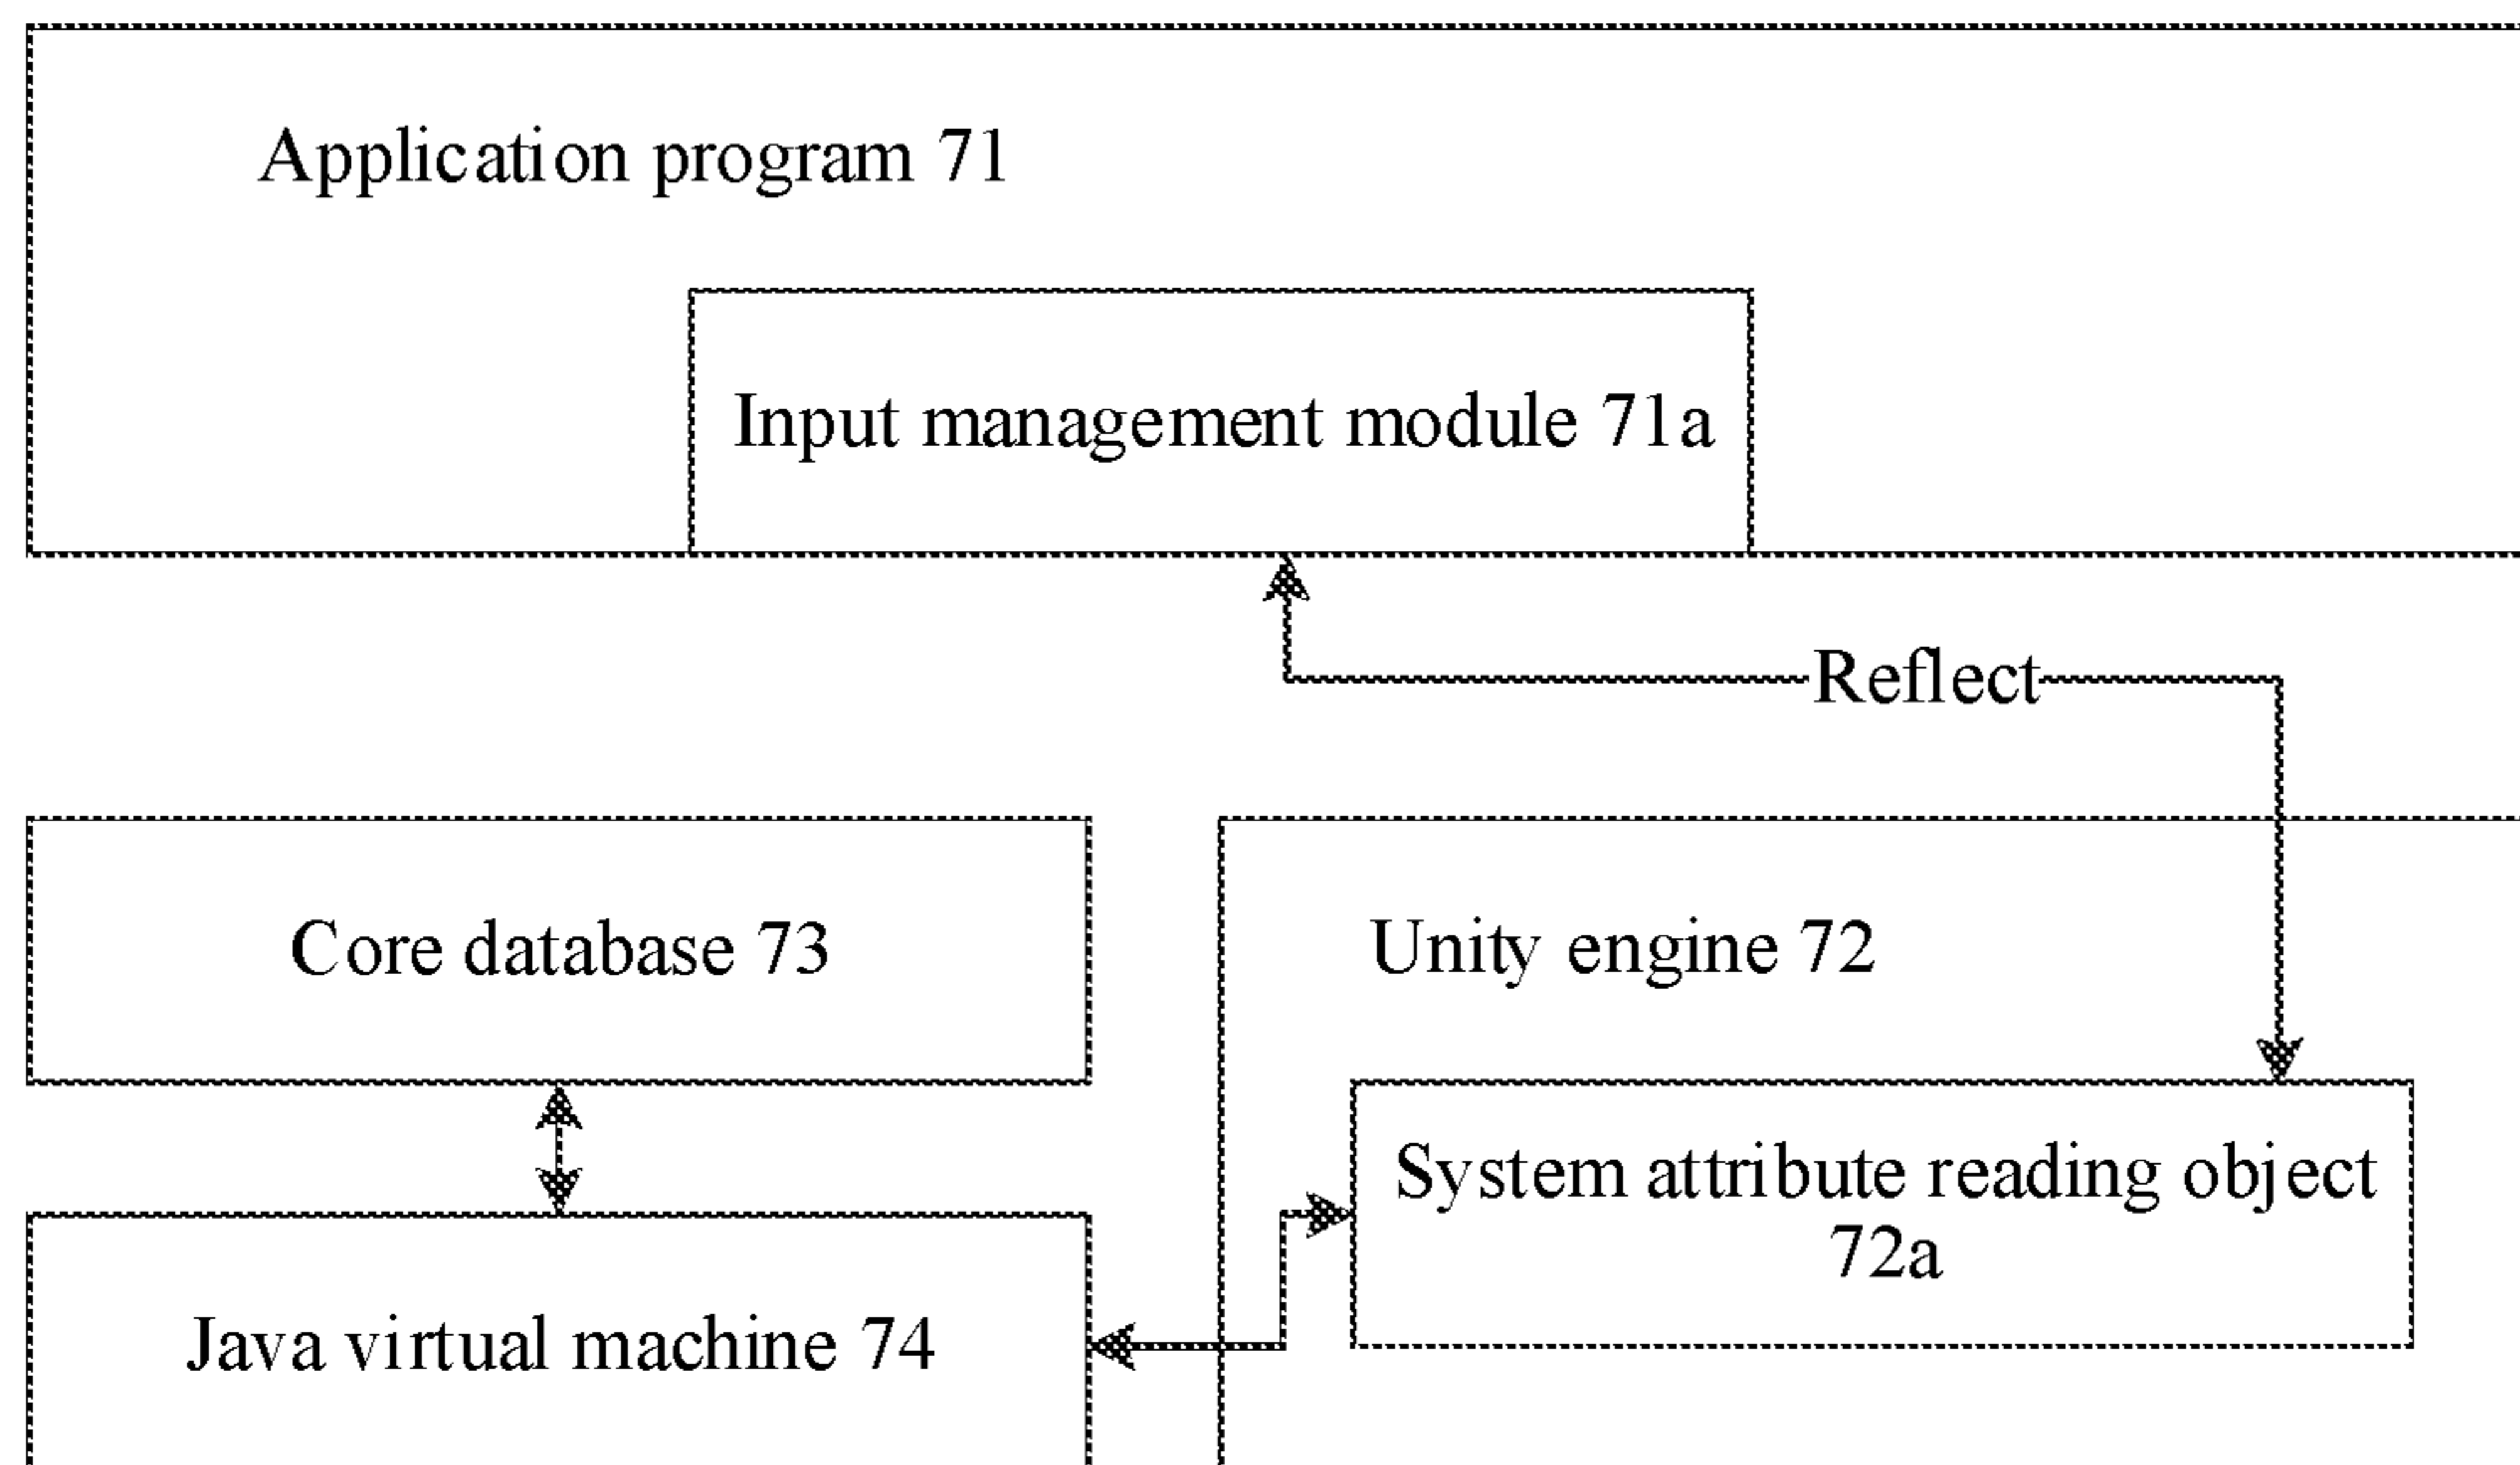 Application program 71
Input management module 71a
Reflect
Core database 73
Unity engine 72
System attribute reading object
72a
Java virtual machine 74